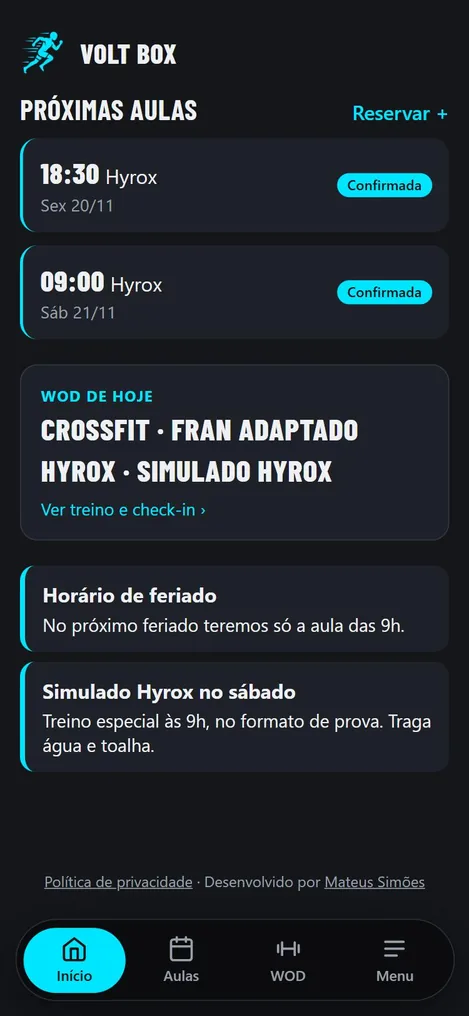 VOLT BOX
PRÓXIMAS AULAS
Reservar +
18:30 Hyrox
Sex 20/11
Confirmada
09:00 Hyrox
Sáb 21/11
Confirmada
WOD DE HOJE
CROSSFIT · FRAN ADAPTADO
HYROX · SIMULADO HYROX
Ver treino e check-in ›
Horário de feriado
No próximo feriado teremos só a aula das 9h.
Simulado Hyrox no sábado
Treino especial às 9h, no formato de prova. Traga
água e toalha.
Política de privacidade · Desenvolvido por Mateus Simões
Início
Aulas
WOD
Menu